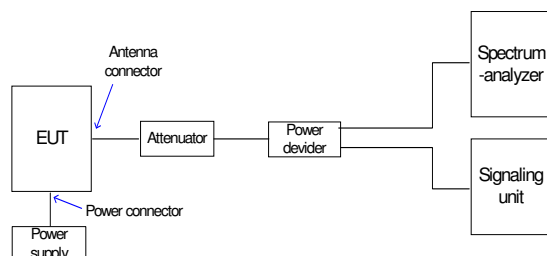 Antenna
connector
Spectrum
-analyzer
EUT
Attenuator
Power
devider
Signaling
unit
Power connector
Power
supply